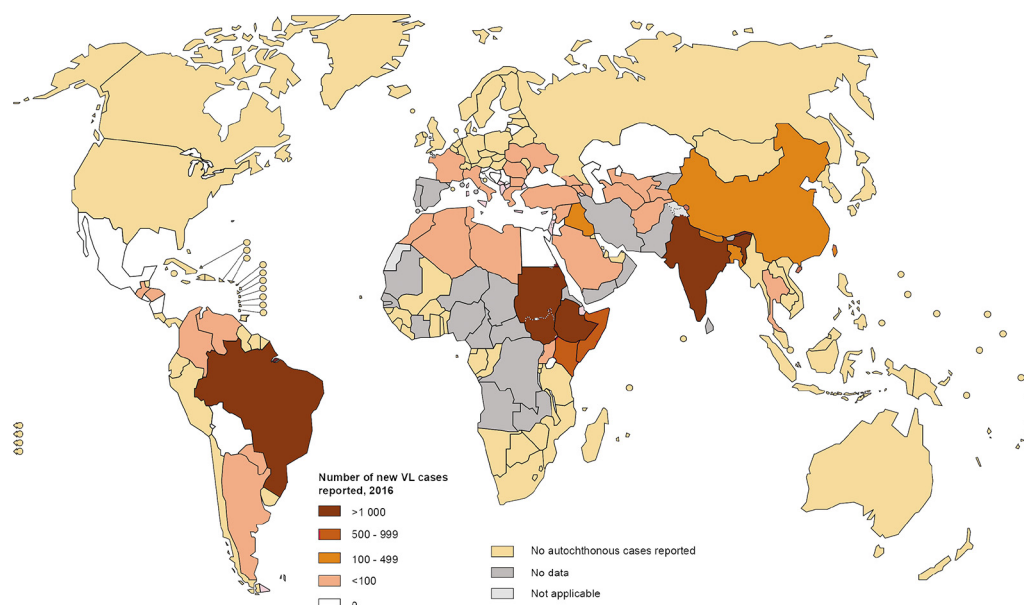 Number of new VL cases
reported, 2016
>1 000
500 - 999
100 - 499
<100
0
No autochthonous cases reported
No data
Not applicable